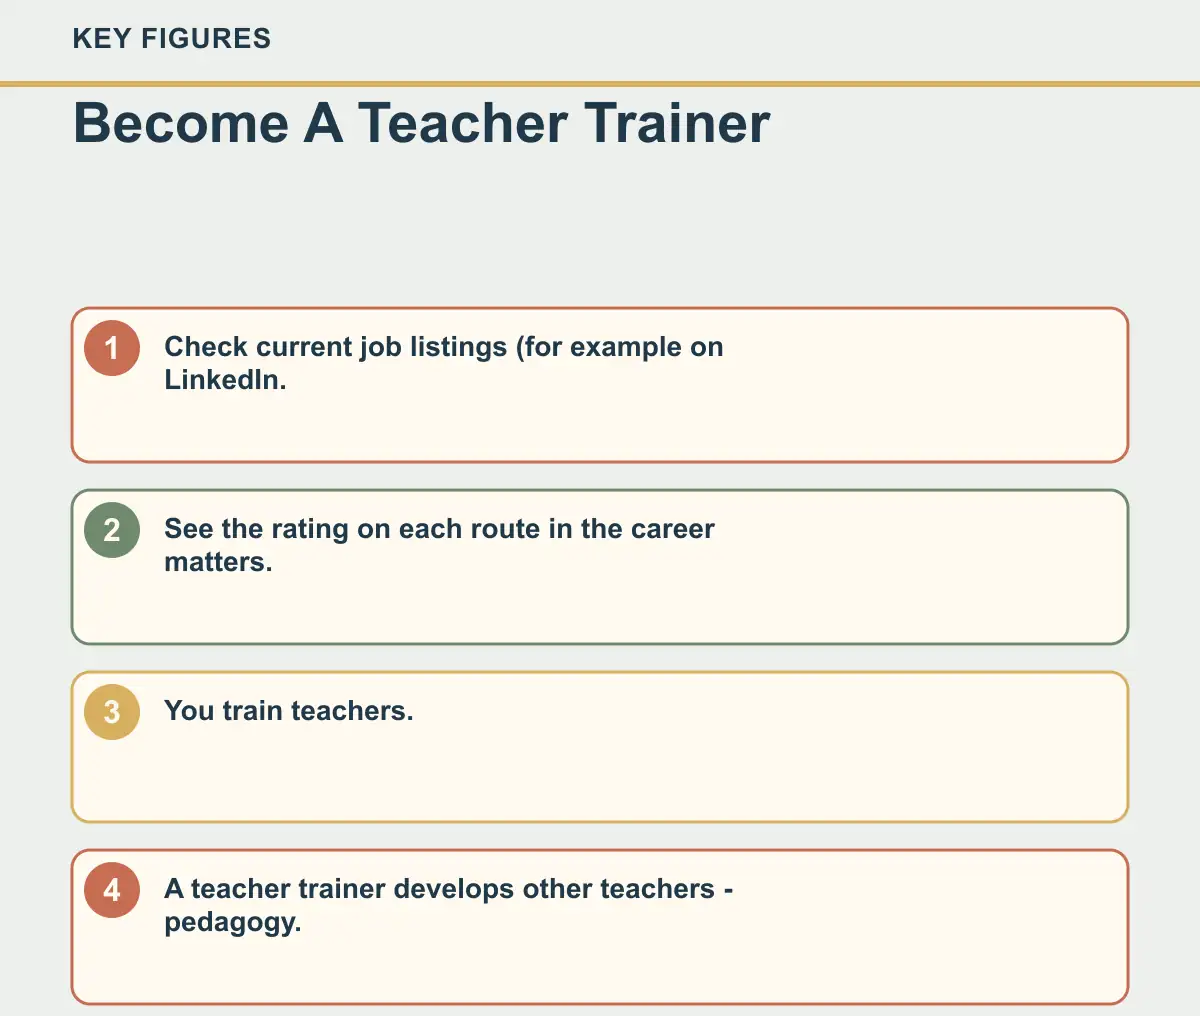 KEY FIGURES
Become A Teacher Trainer
1
Check current job listings (for example on
LinkedIn.
2
See the rating on each route in the career
matters.
3
You train teachers.
4
A teacher trainer develops other teachers -
pedagogy.